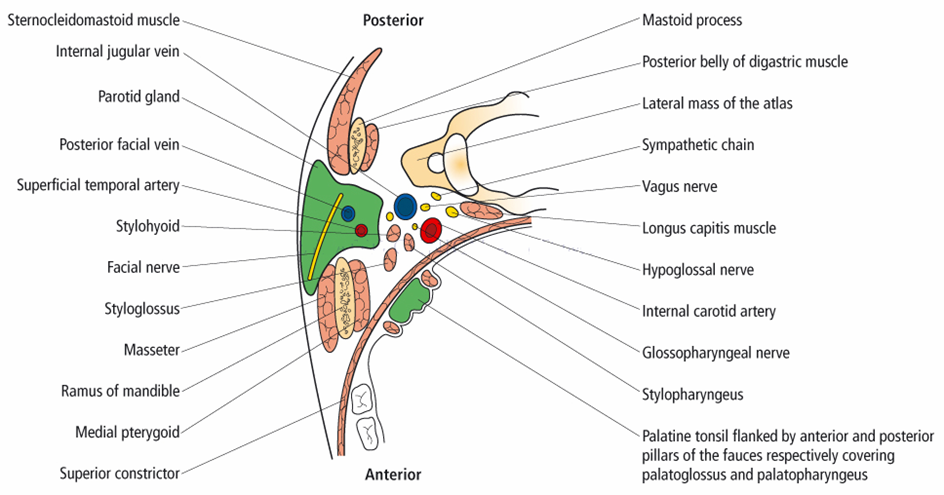 Posterior
Sternocleidomastoid muscle
Internal jugular vein
Parotid gland
Posterior facial vein
Superficial temporal artery
Stylohyoid
Facial nerve
Styloglossus
Masseter
Ramus of mandible
Medial pterygoid
Superior constrictor
Mastoid process
Posterior belly of digastric muscle
Lateral mass of the atlas
Sympathetic chain
Vagus nerve
Longus capitis muscle
Hypoglossal nerve
Internal carotid artery
Glossopharyngeal nerve
Stylopharyngeus
Palatine tonsil flanked by anterior and posterior
pillars of the fauces respectively covering
palatoglossus and palatopharyngeus
Anterior